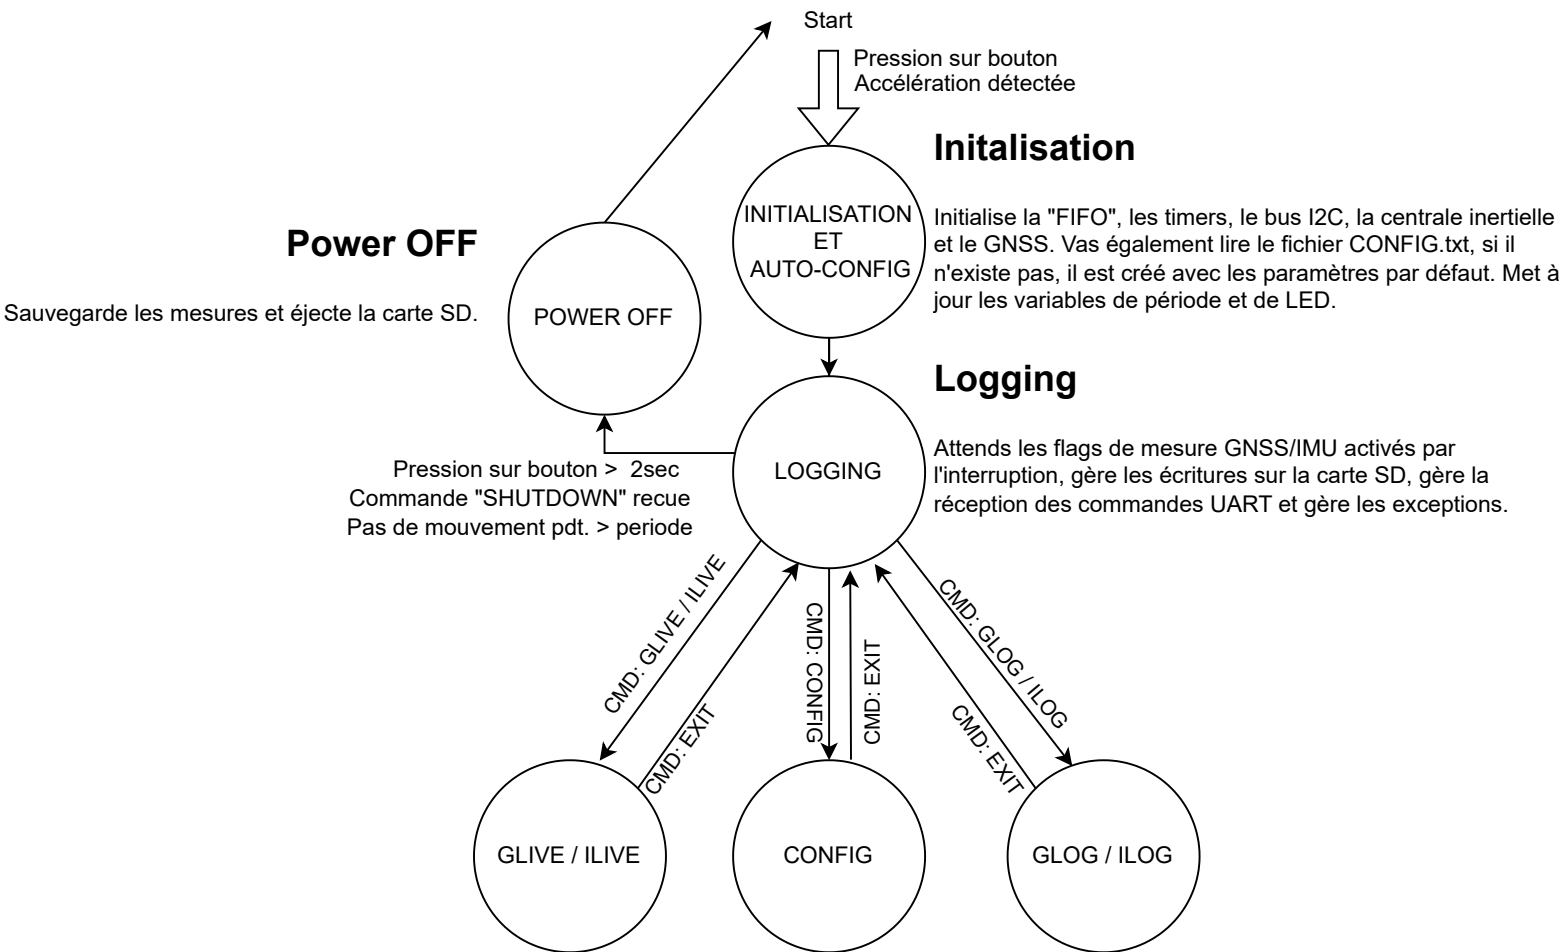 Start
Pression sur bouton
Accélération détectée
Initalisation
INITIALISATION
ET
AUTO-CONFIG
Initialise la "FIFO", les timers, le bus I2C, la centrale inertielle
et le GNSS. Vas également lire le fichier CONFIG.txt, si il
n'existe pas, il est créé avec les paramètres par défaut. Met à
jour les variables de période et de LED.
Power OFF
Sauvegarde les mesures et éjecte la carte SD.
POWER OFF
Logging
LOGGING
Attends les flags de mesure GNSS/IMU activés par
l'interruption, gère les écritures sur la carte SD, gère la
réception des commandes UART et gère les exceptions.
Pression sur bouton > 2sec
Commande "SHUTDOWN" recue
Pas de mouvement pdt. > periode
CMD: GLIVE / ILIVE
CMD: EXIT
CMD: CONFIG
CMD: EXIT
CMD: GLOG / ILOG
CMD: EXIT
GLIVE / ILIVE
CONFIG
GLOG / ILOG